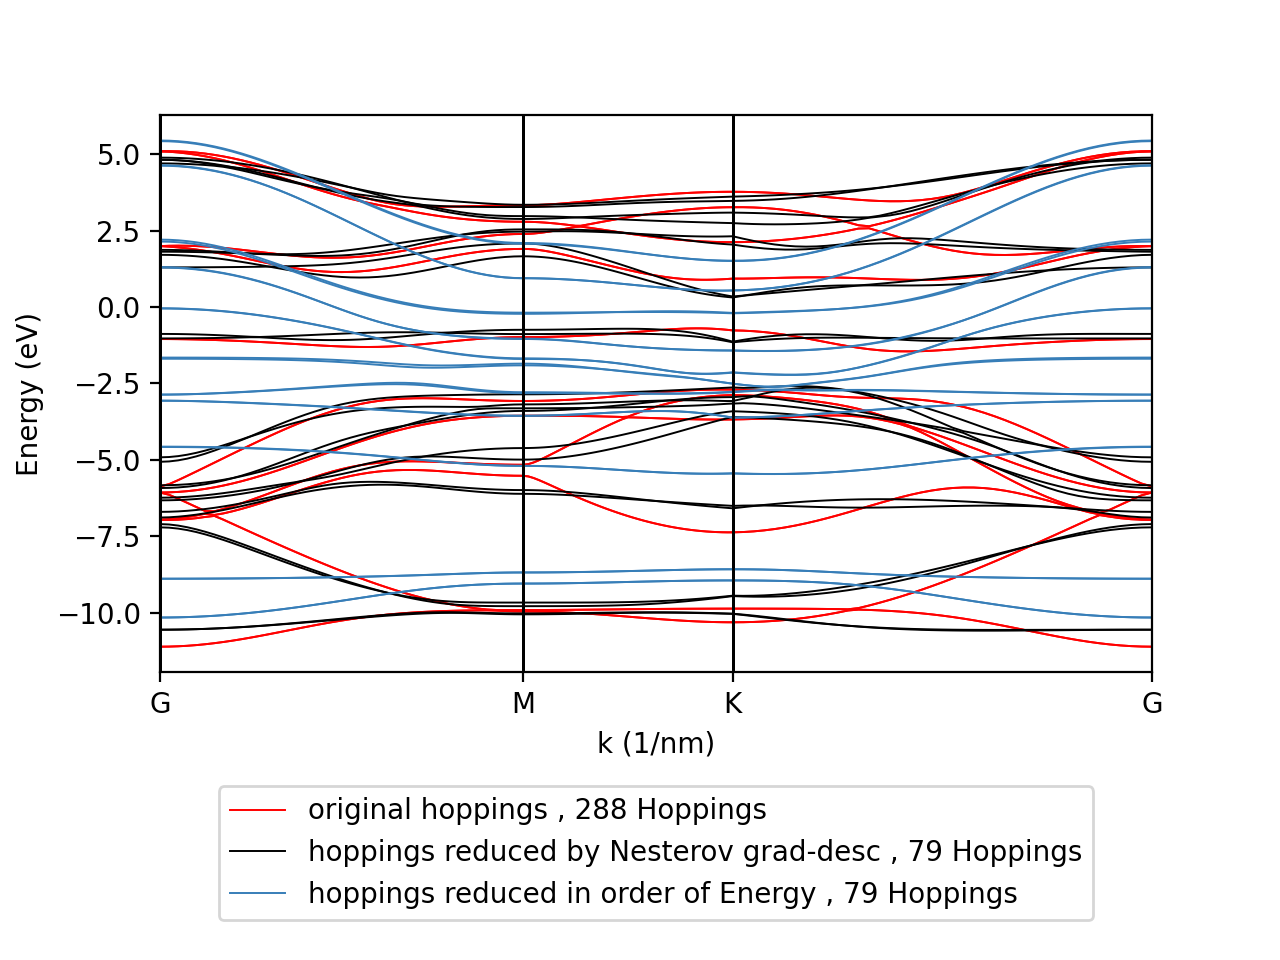 Energy (eV)
5.0
2.5
0.0
−2.5
−5.0
−7.5
−10.0
G M K G
k (1/nm)
original hoppings , 288 Hoppings
hoppings reduced by Nesterov grad-desc , 79 Hoppings
hoppings reduced in order of Energy , 79 Hoppings